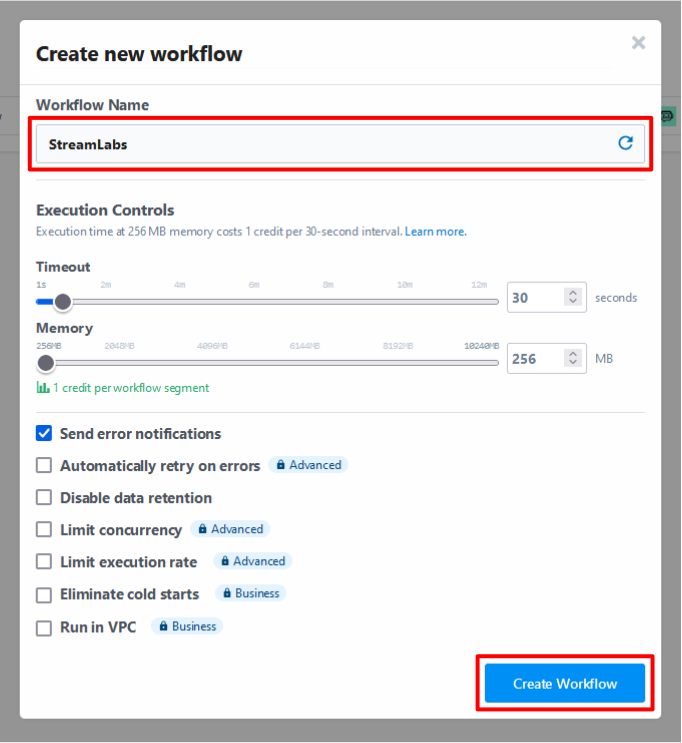 Create new workflow
Workflow Name
StreamLabs
Execution Controls
Execution time at 256 MB memory costs 1 credit per 30-second interval. Learn more.
Timeout
1s 2m 4m 6m 8m 10m 12m
30 seconds
Memory
256MB 2048MB 4096MB 6144MB 8192MB 10240MB
256 MB
1 credit per workflow segment
Send error notifications
Automatically retry on errors Advanced
Disable data retention
Limit concurrency Advanced
Limit execution rate Advanced
Eliminate cold starts Business
Run in VPC Business
Create Workflow